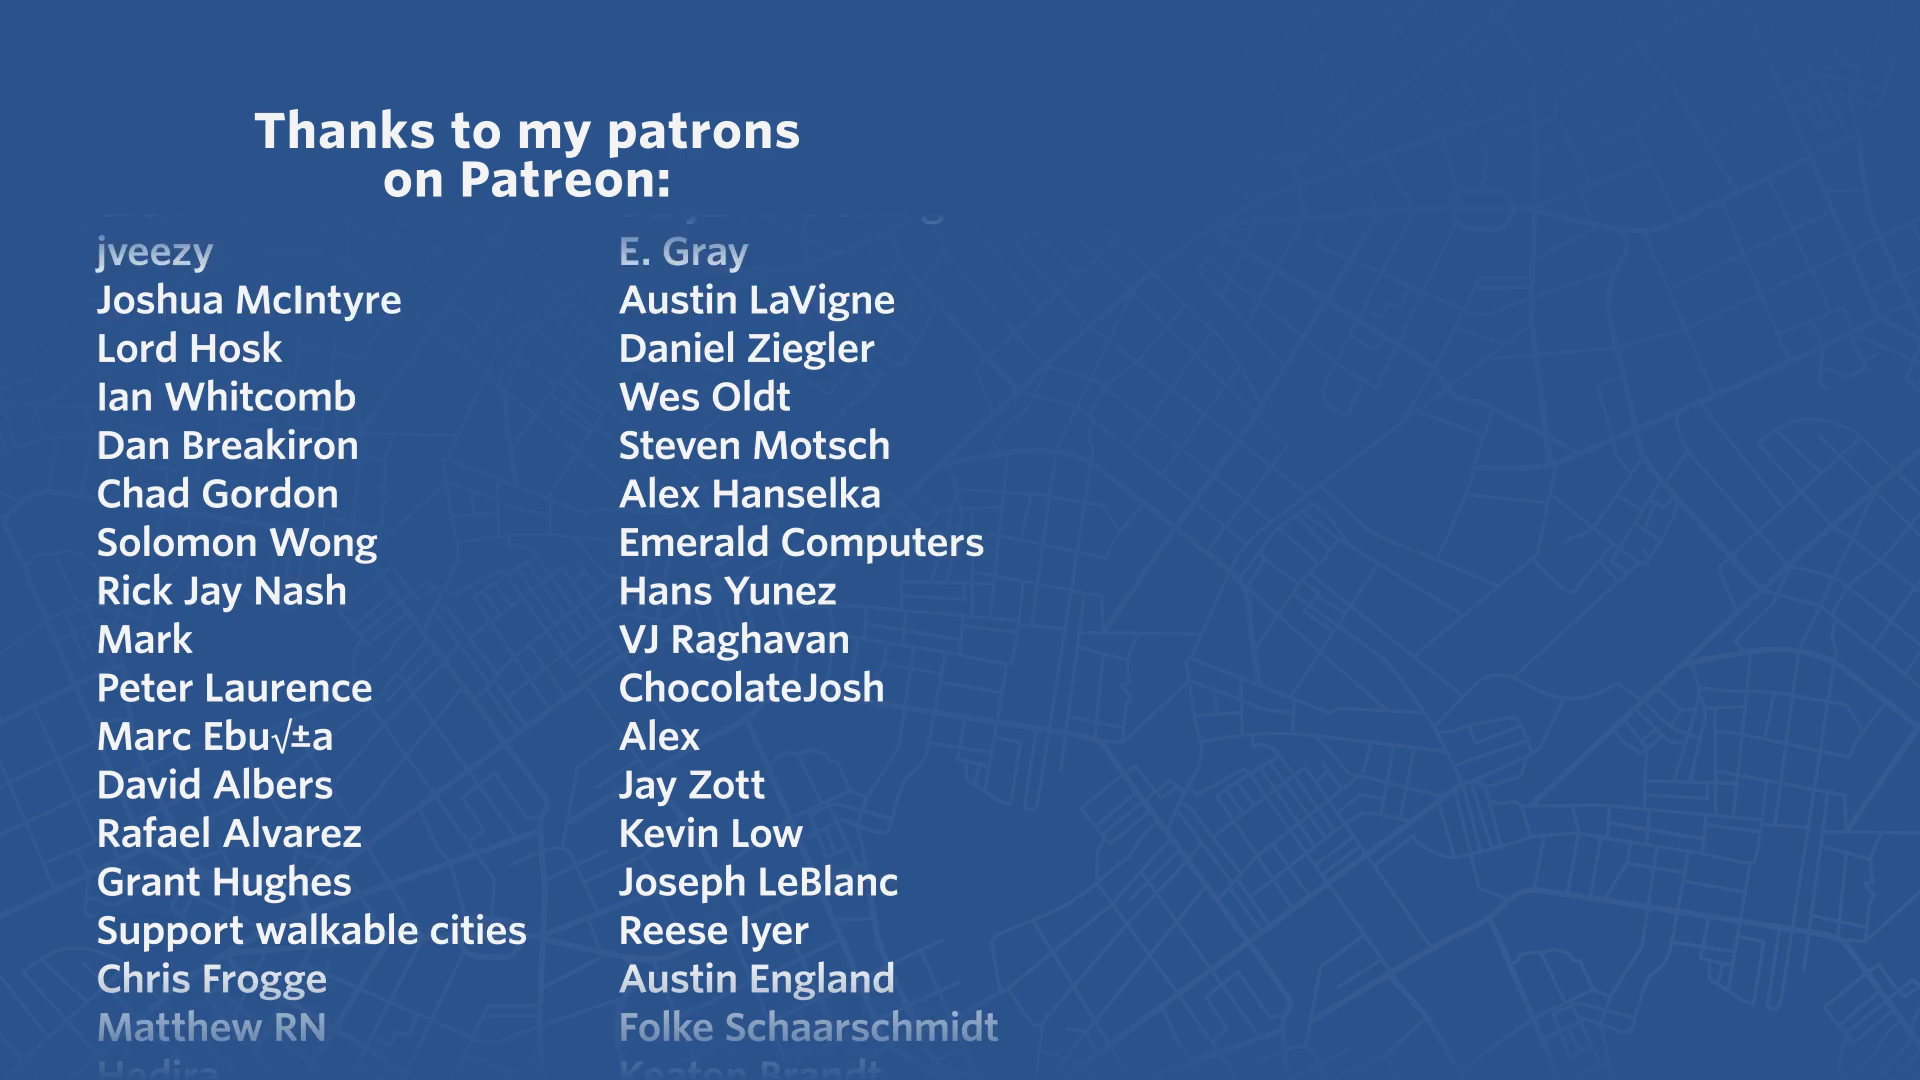 Thanks to my patrons
on Patreon:
jveezy
Joshua McIntyre
Lord Hosk
Ian Whitcomb
Dan Breakiron
Chad Gordon
Solomon Wong
Rick Jay Nash
Mark
Peter Laurence
Marc Ebu√±a
David Albers
Rafael Alvarez
Grant Hughes
Support walkable cities
Chris Frogge
Matthew RN
Hedira
E. Gray
Austin LaVigne
Daniel Ziegler
Wes Oldt
Steven Motsch
Alex Hanselka
Emerald Computers
Hans Yunez
VJ Raghavan
ChocolateJosh
Alex
Jay Zott
Kevin Low
Joseph LeBlanc
Reese Iyer
Austin England
Folke Schaarschmidt
Keaton Brandt